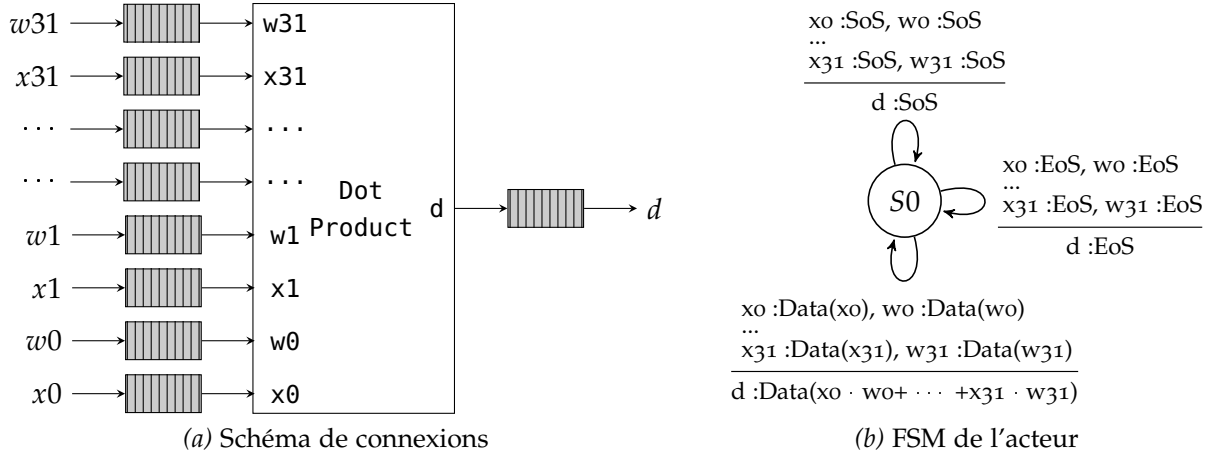 w31
w31
x31
x31
···
···
···
···
Dot
Product
w1
w1
d
d
x1
x1
w0
w0
x0
x0
(a) Schéma de connexions
x0 :SoS, w0 :SoS
...
x31 :SoS, w31 :SoS
d :SoS
S0
x0 :EoS, w0 :EoS
...
x31 :EoS, w31 :EoS
d :EoS
x0 :Data(x0), w0 :Data(w0)
...
x31 :Data(x31), w31 :Data(w31)
d :Data(x0 · w0+ ··· +x31 · w31)
(b) FSM de l'acteur